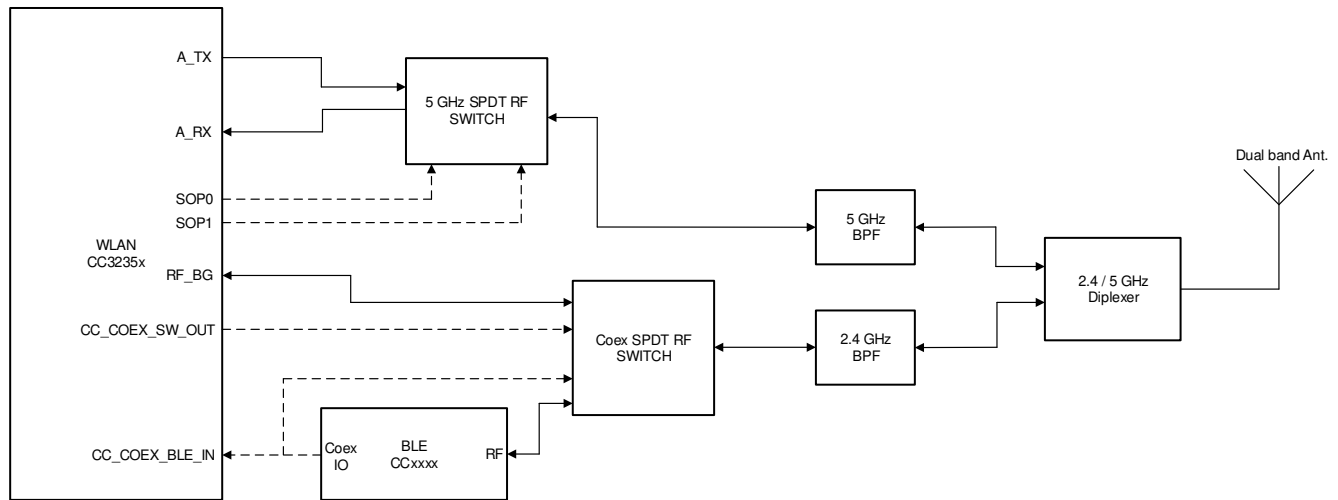 A_TX
A_RX
SOP0
SOP1
WLAN
CC3235x
RF_BG
CC_COEX_SW_OUT
CC_COEX_BLE_IN
5 GHz SPDT RF
SWITCH
Coex SPDT RF
SWITCH
Coex
IO
BLE
CCxxxx
RF
5 GHz
BPF
2.4 GHz
BPF
2.4 / 5 GHz
Diplexer
Dual band Ant.